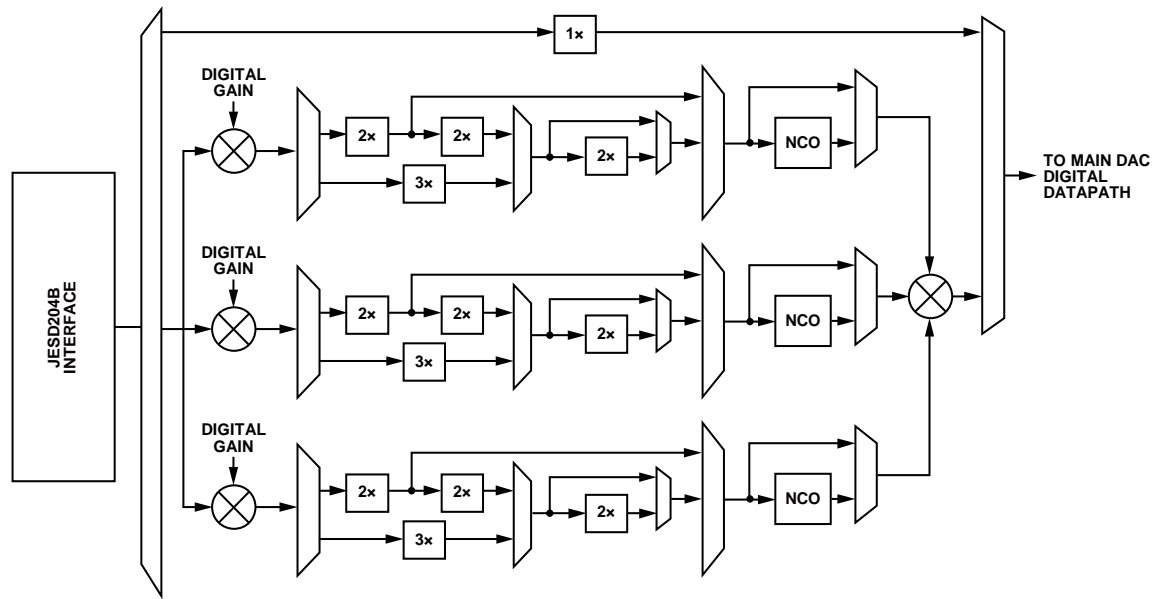 1×
DIGITAL
GAIN
2×
2×
2×
3×
NCO
TO MAIN DAC
DIGITAL
DATAPATH
JESD204B
INTERFACE
DIGITAL
GAIN
2×
2×
2×
3×
NCO
DIGITAL
GAIN
2×
2×
2×
3×
NCO